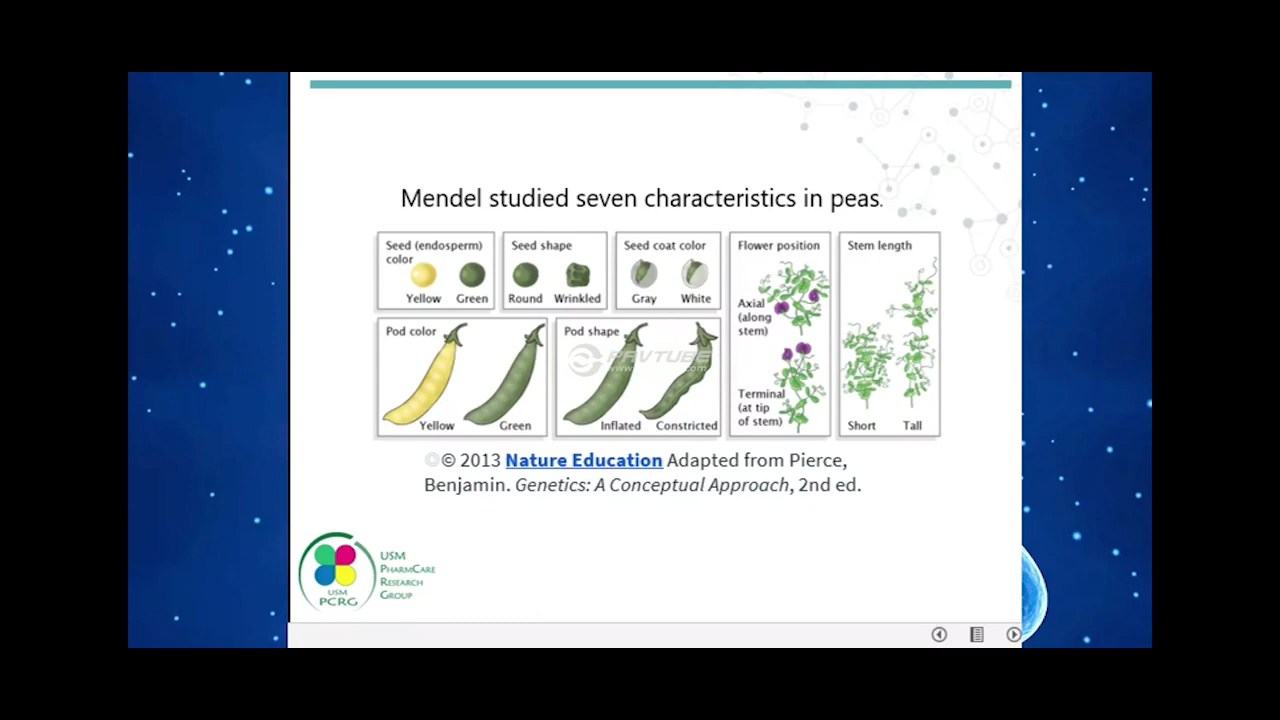 Mendel studied seven characteristics in peas.
Seed (endosperm)
color
Yellow Green
Seed shape
Round Wrinkled
Seed coat color
Gray White
Flower position
Axial
(along
stem)
Terminal
(at tip
of stem)
Stem length
Short Tall
Pod color
Yellow Green
Pod shape
Inflated Constricted
PAVTUBE
© 2013 Nature Education Adapted from Pierce,
Benjamin. Genetics: A Conceptual Approach, 2nd ed.
USM
PCRG
USM
PHARMCARE
RESEARCH
GROUP